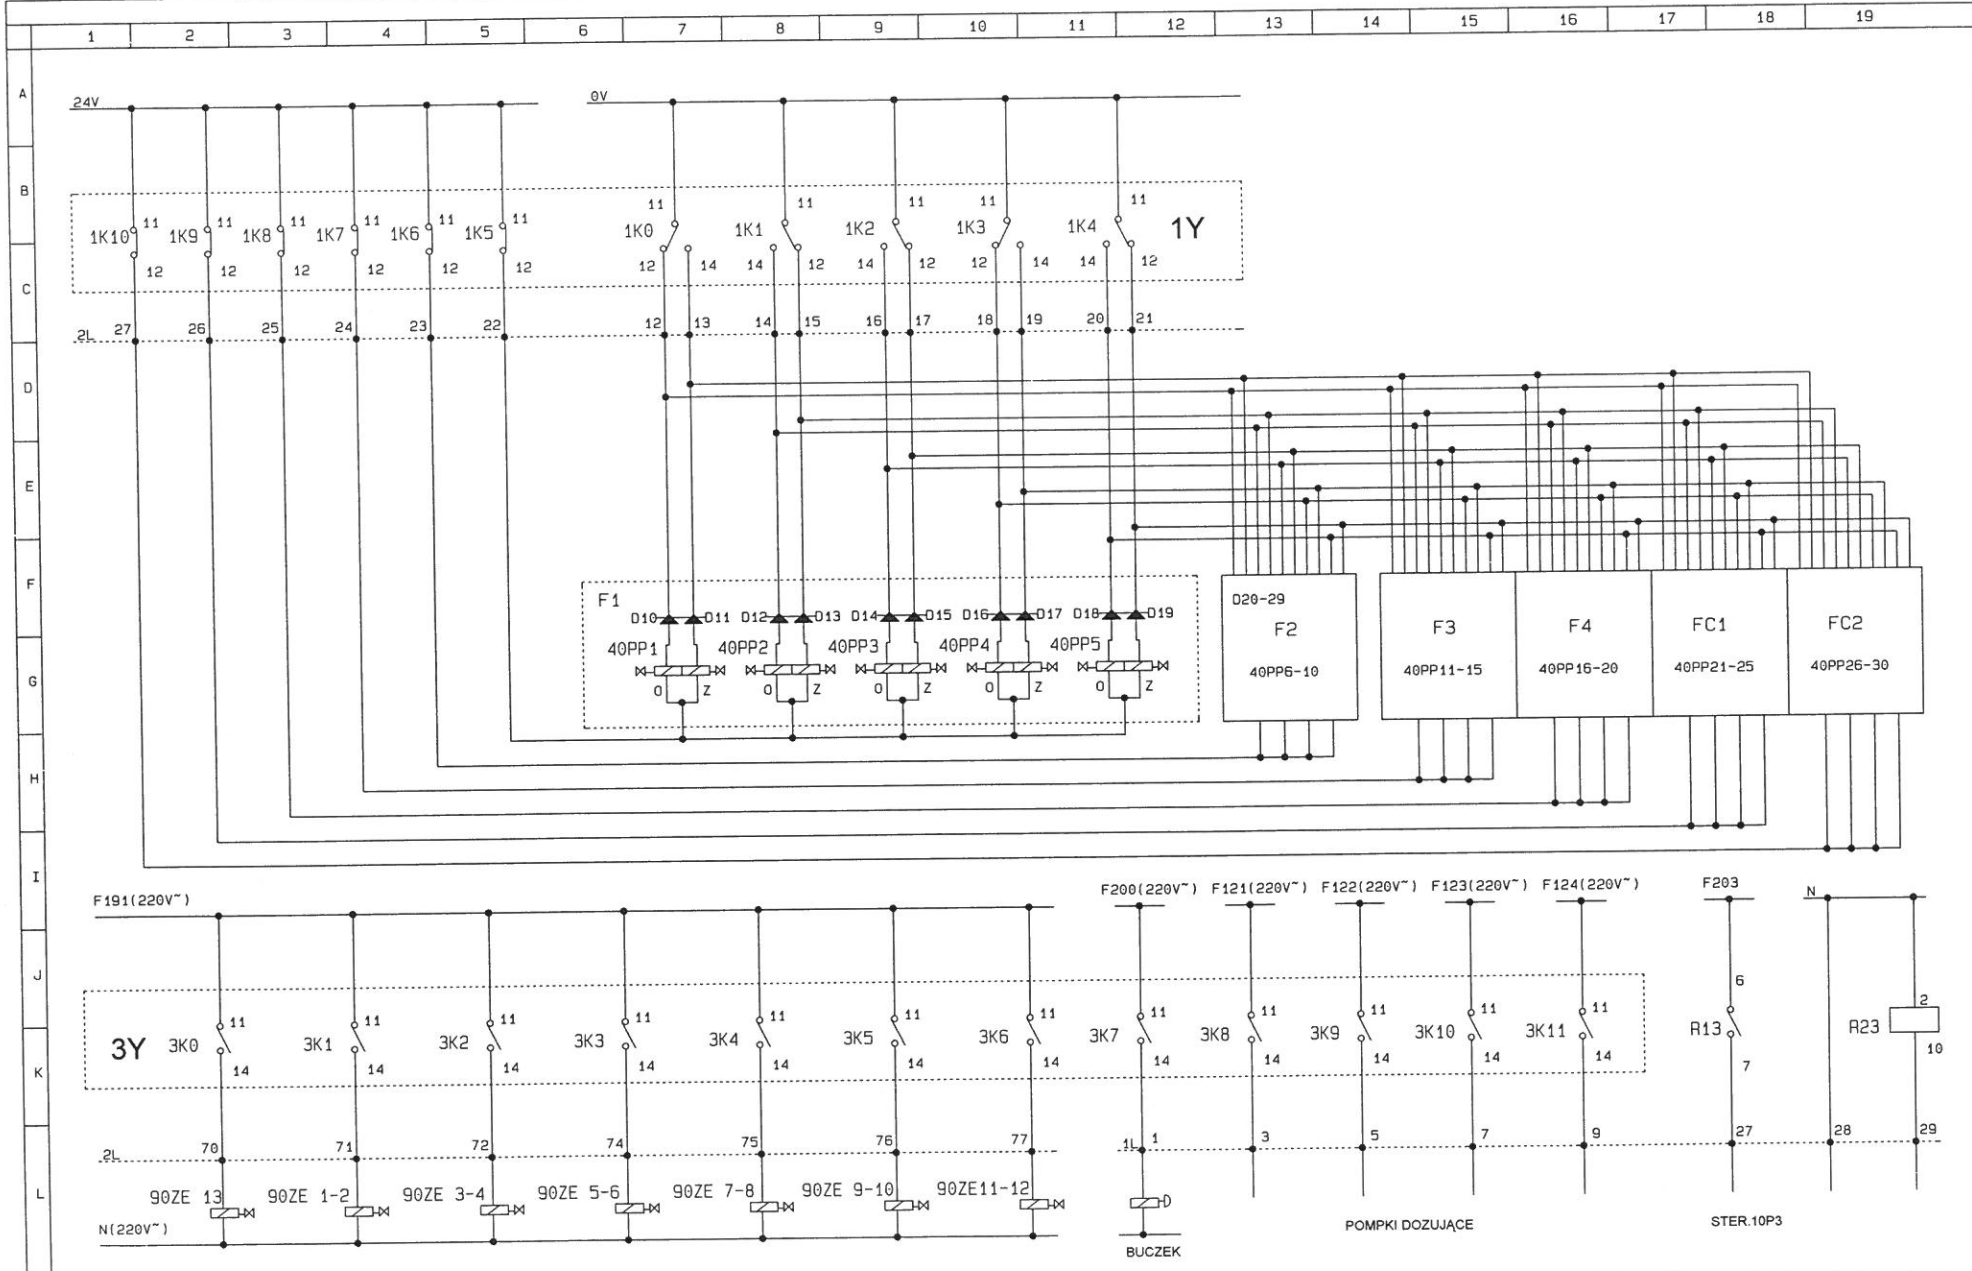 1 2 3 4 5 6 7 8 9 10 11 12 13 14 15 16 17 18 19
A
24V 0V
B
11 11 11 11 11 11 11 11 11 11 11
1K10 1K9 1K8 1K7 1K6 1K5 1K0 1K1 1K2 1K3 1K4 1Y
12 12 12 12 12 12 12 14 14 12 14 12 12 14 14 12
C
2L 27 26 25 24 23 22 12 13 14 15 16 17 18 19 20 21
D
E
F
F1 D20-29
D10 D11 D12 D13 D14 D15 D16 D17 D18 D19
F2 F3 F4 FC1 FC2
40PP1 40PP2 40PP3 40PP4 40PP5
40PP6-10 40PP11-15 40PP16-20 40PP21-25 40PP26-30
G
O Z O Z O Z O Z O Z
H
I
F191(220V~) F200(220V~) F121(220V~) F122(220V~) F123(220V~) F124(220V~) F203 N
J
6
11 11 11 11 11 11 11 11 11 11 11 11 2
3Y 3K0 3K1 3K2 3K3 3K4 3K5 3K6 3K7 3K8 3K9 3K10 3K11 R13 R23
14 14 14 14 14 14 14 14 14 14 14 14 7 10
K
2L 70 71 72 74 75 76 77 1L 1 3 5 7 9 27 28 29
L
90ZE 13 90ZE 1-2 90ZE 3-4 90ZE 5-6 90ZE 7-8 90ZE 9-10 90ZE11-12
N(220V~)
BUCZEK
POMPKI DOZUJĄCE
STER.10P3